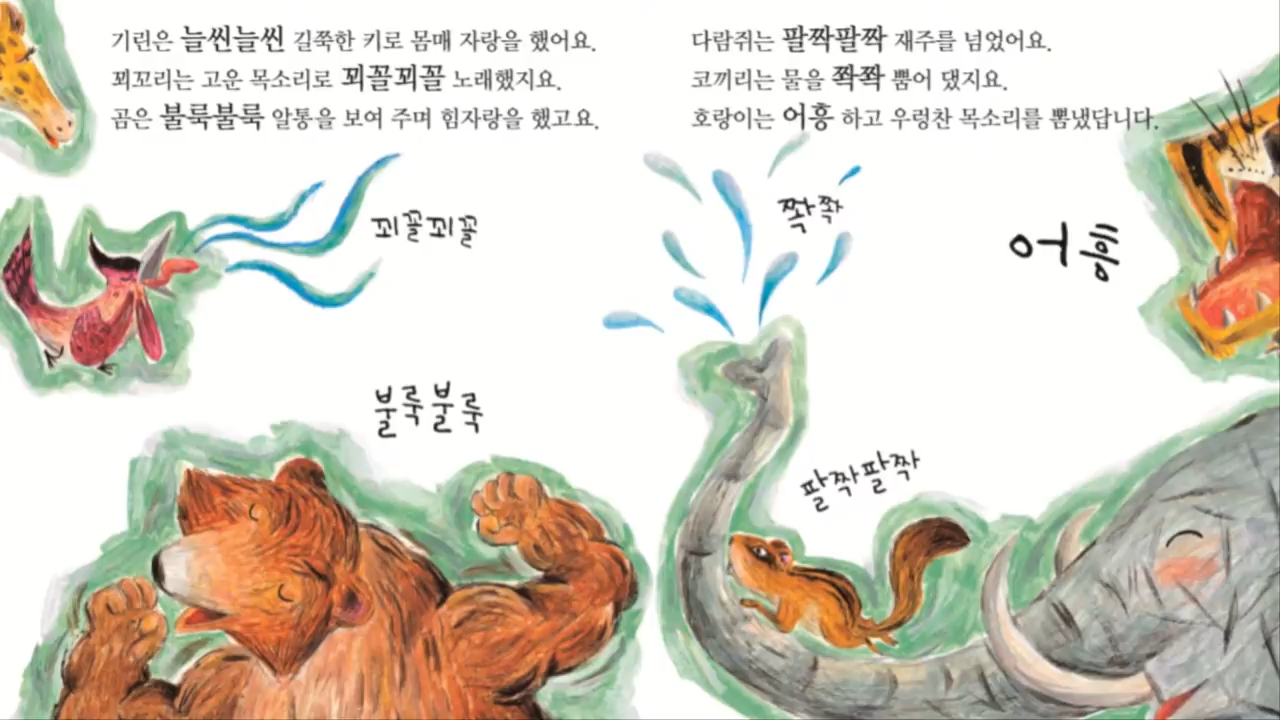 기린은 늘씬늘씬 길쭉한 키로 몸매 자랑을 했어요.
꾀꼬리는 고운 목소리로 꾀꼴꾀꼴 노래했지요.
곰은 불룩불룩 알통을 보여 주며 힘자랑을 했고요.
다람쥐는 팔짝팔짝 재주를 넘었어요.
코끼리는 물을 쫙쫙 뿜어 댔지요.
호랑이는 어흥 하고 우렁찬 목소리를 뽐냈답니다.
꾀꼴꾀꼴
쫙쫙
어흥
불룩불룩
팔짝팔짝